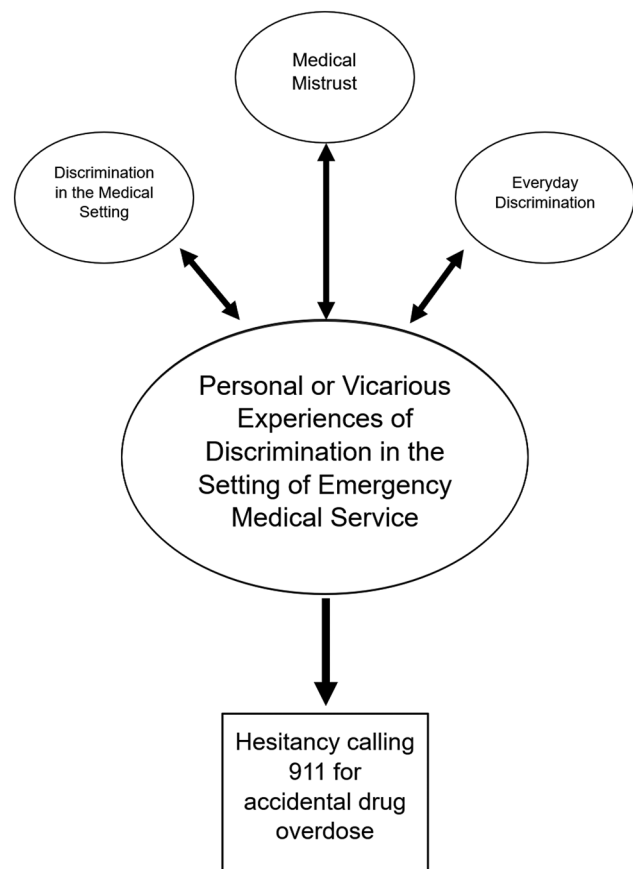 Medical
Mistrust
Discrimination
in the Medical
Setting
Everyday
Discrimination
Personal or Vicarious
Experiences of
Discrimination in the
Setting of Emergency
Medical Service
Hesitancy calling
911 for
accidental drug
overdose